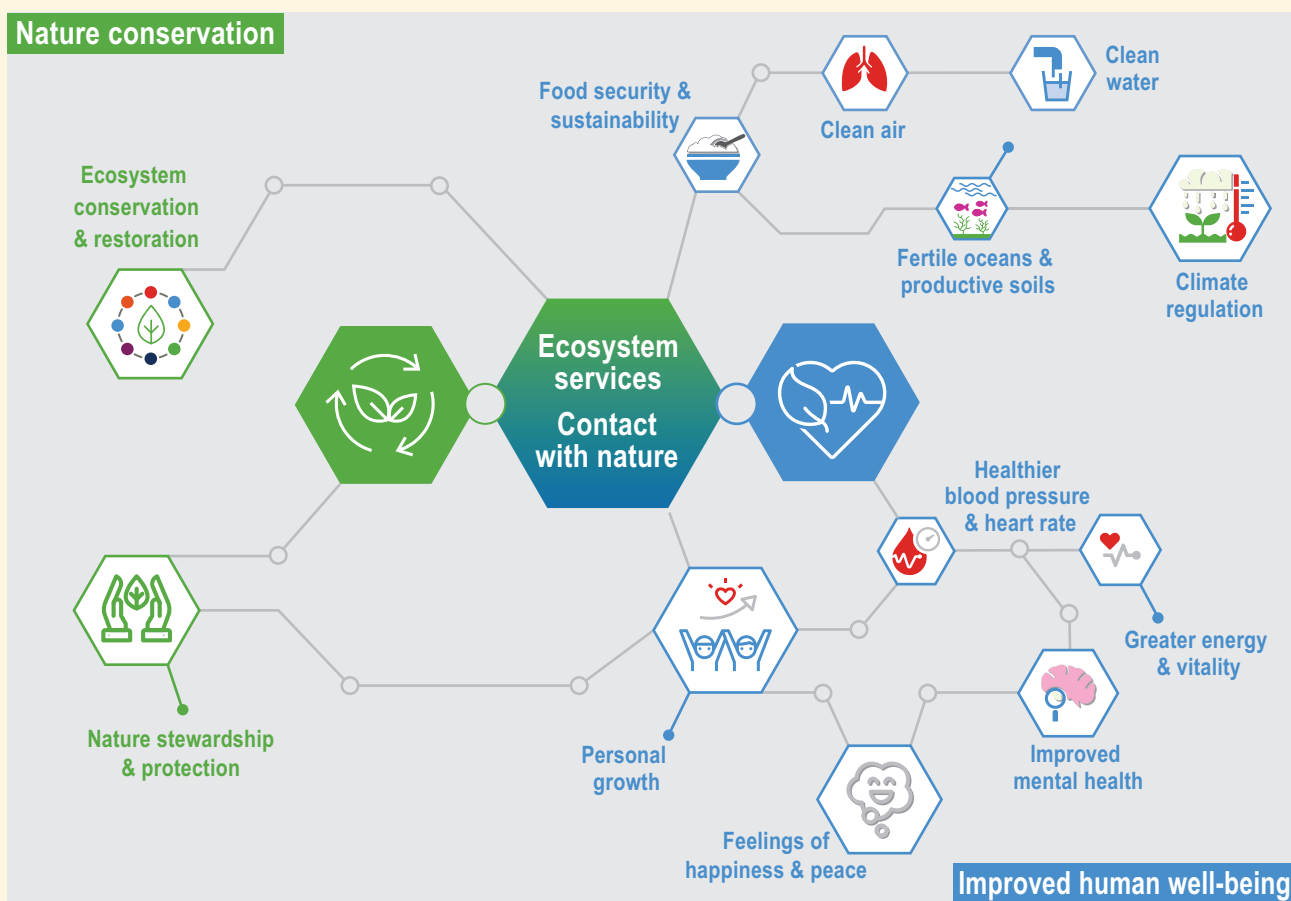 Nature conservation
Clean
water
Food security &
sustainability
Clean air
Ecosystem
conservation
& restoration
Fertile oceans &
productive soils
Climate
regulation
Ecosystem
services
Contact
with nature
Healthier
blood pressure
& heart rate
Greater energy
& vitality
Nature stewardship
& protection
Personal
growth
Improved
mental health
Feelings of
happiness & peace
Improved human well-being